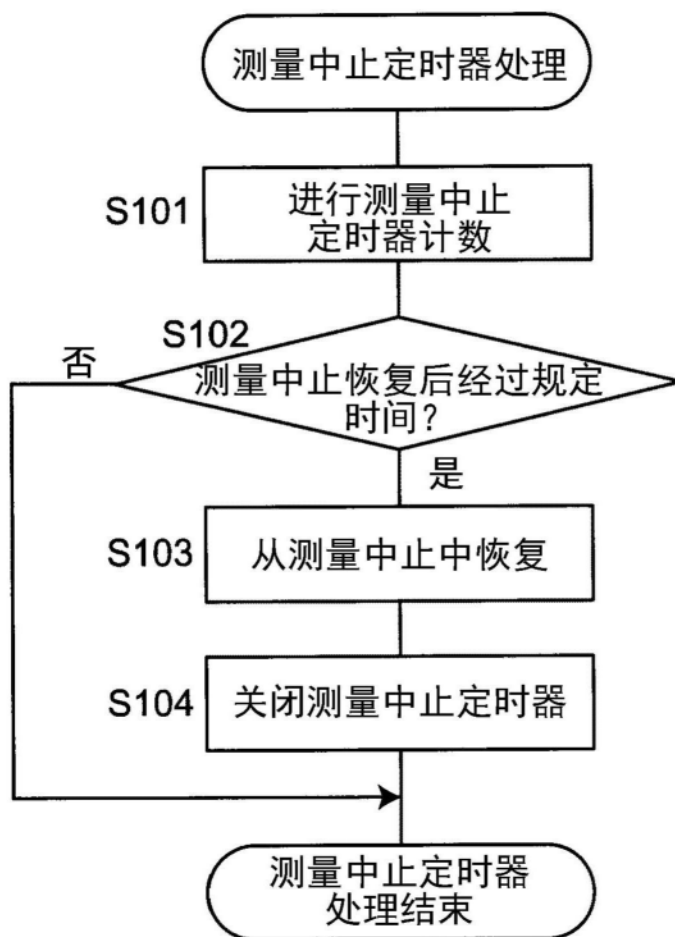 测量中止定时器处理
S101
进行测量中止
定时器计数
S102
否
测量中止恢复后经过规定
时间？
是
S103
从测量中止中恢复
S104
关闭测量中止定时器
测量中止定时器
处理结束